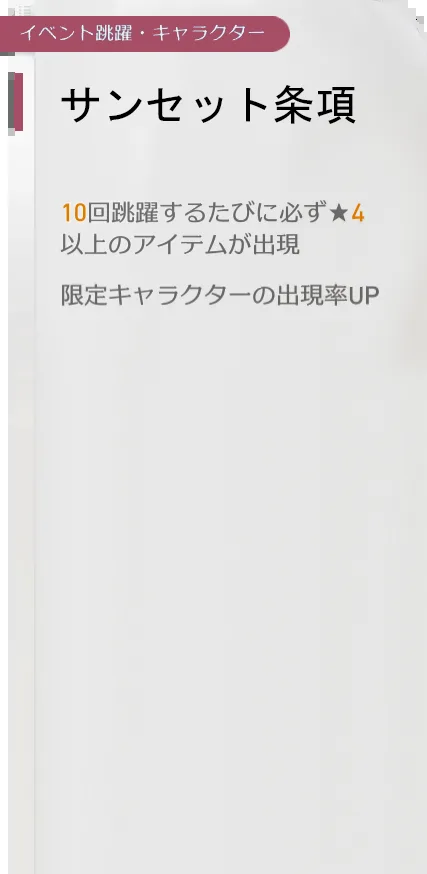 イベント跳躍・キャラクター
サンセット条項
10回跳躍するたびに必ず★4
以上のアイテムが出現
限定キャラクターの出現率UP